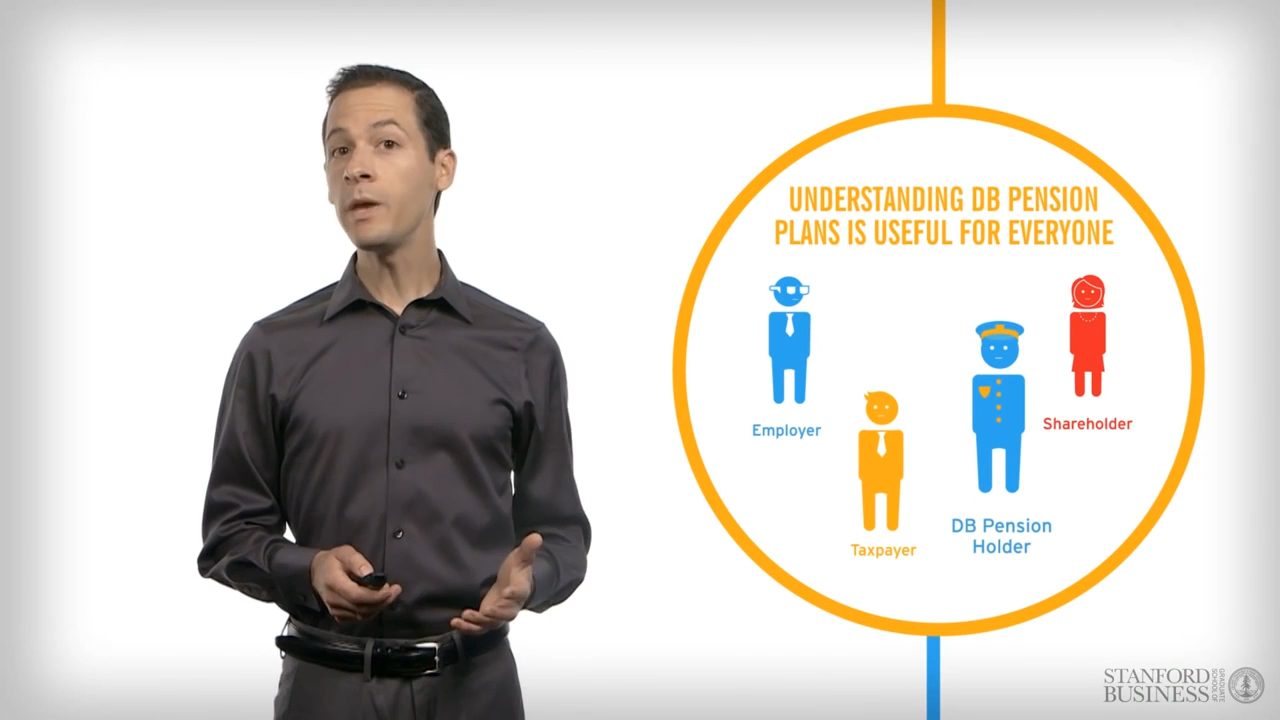 UNDERSTANDING DB PENSION
PLANS IS USEFUL FOR EVERYONE
Employer
Shareholder
Taxpayer
DB Pension
Holder
STANFORD
BUSINESS
GRADUATE
SCHOOL OF